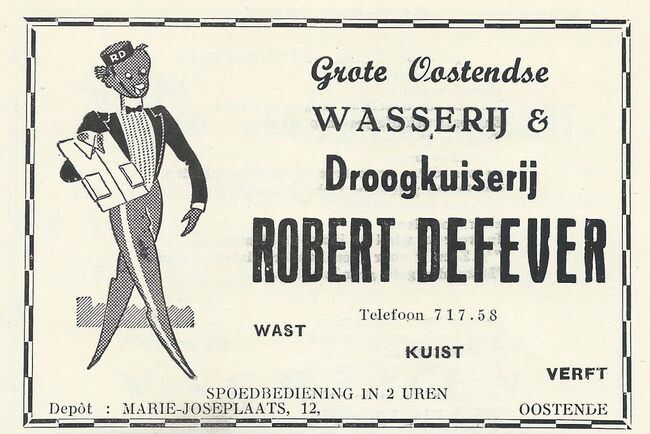 RD
Grote Oostendse
WASSERIJ &
Droogkuiserij
ROBERT DEFEVER
Telefoon 717.58
WAST
KUIST
VERFT
SPOEDBEDIENING IN 2 UREN
Depôt : MARIE-JOSEPLAATS, 12, OOSTENDE